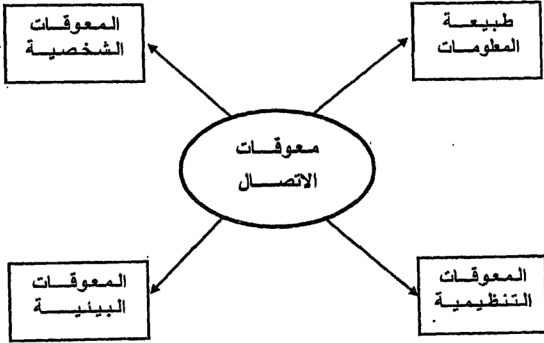 طبيعة
المعلومات
المعوقات
الشخصية
معوقات
الاتصال
المعوقات
التنظيمية
المعوقات
البيئية